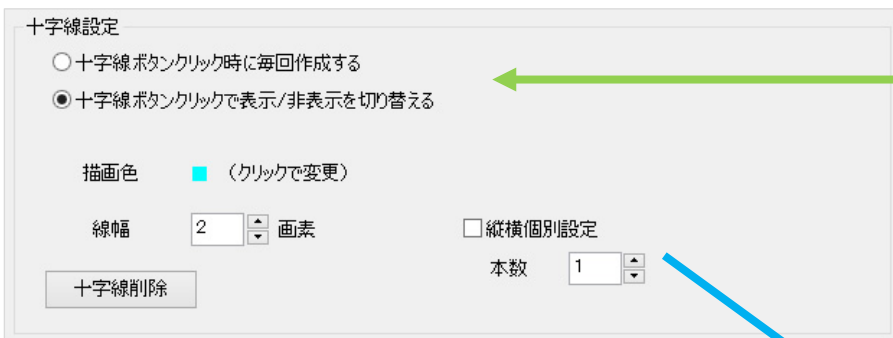 十字線設定
十字線ボタンクリック時に毎回作成する
十字線ボタンクリックで表示/非表示を切り替える
描画色 （クリックで変更）
線幅 2 画素 縦横個別設定
本数 1
十字線削除